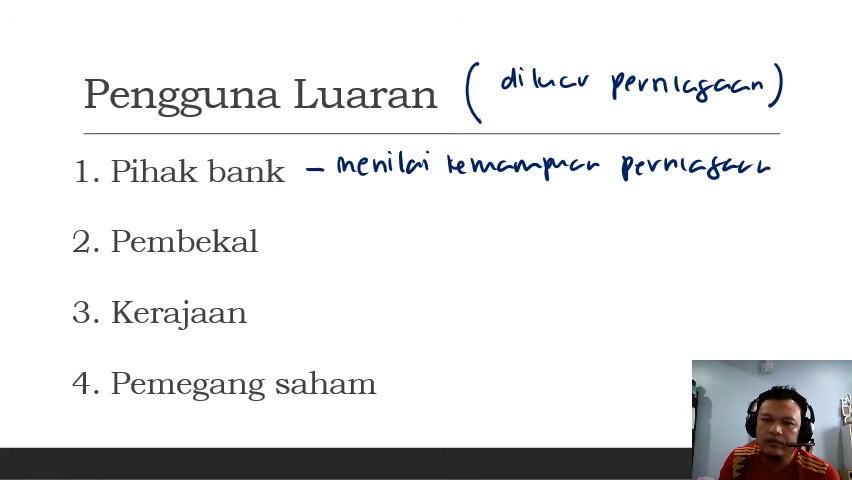 Pengguna Luaran (diluar perniagaan)
1. Pihak bank - menilai kemampuan perniagaan
2. Pembekal
3. Kerajaan
4. Pemegang saham